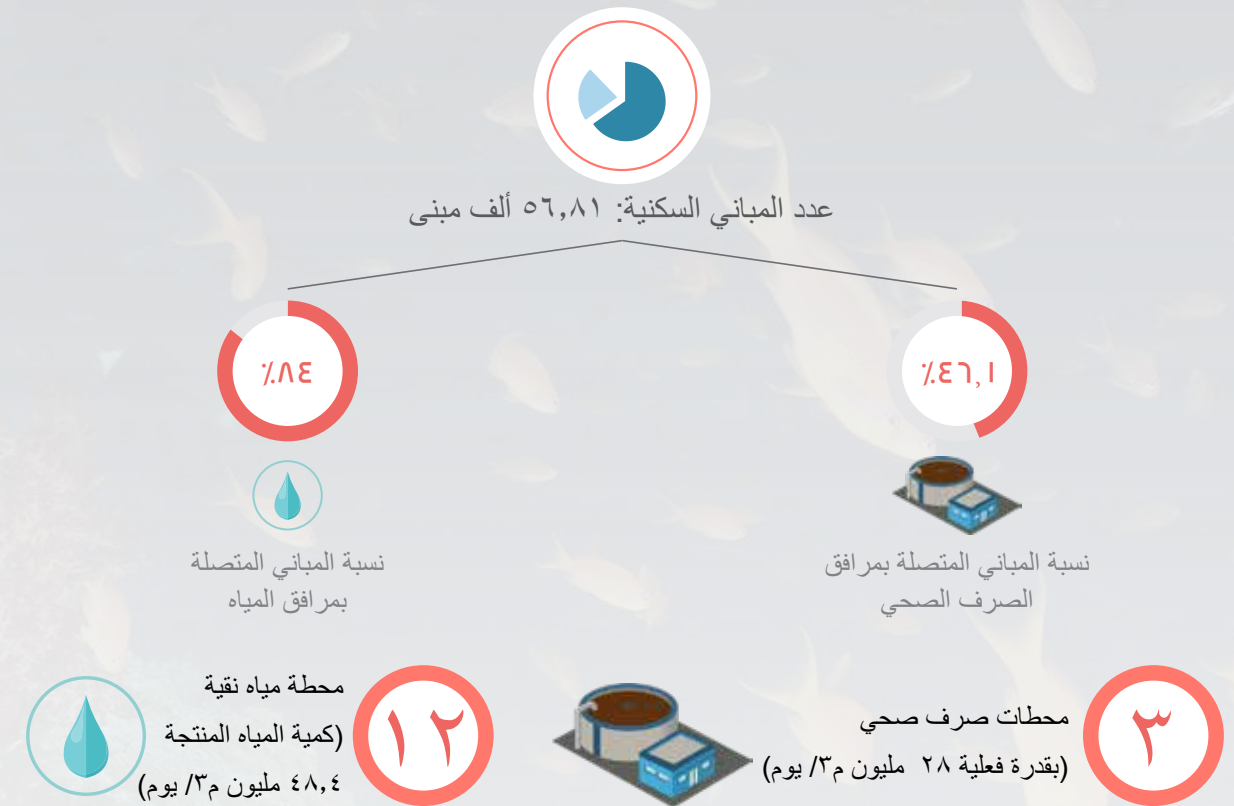 عدد المباني السكنية: ٥٦,٨١ ألف مبنى
٪٤٦,١
نسبة المباني المتصلة بمرافق
الصرف الصحي
٪٨٤
نسبة المباني المتصلة
بمرافق المياه
٣
محطات صرف صحي
(بقدرة فعلية ٢٨ مليون م٣/ يوم)
١٢
محطة مياه نقية
(كمية المياه المنتجة
٤٨,٤ مليون م٣/ يوم)